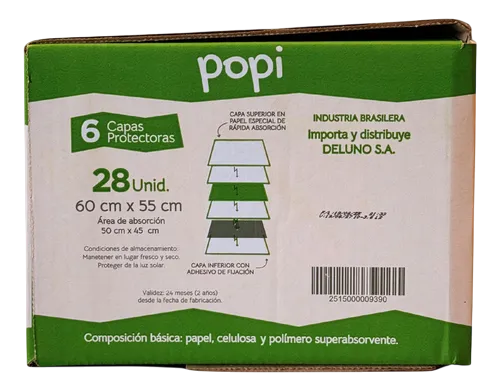 popi
6 Capas
Protectoras
28 Unid.
60 cm x 55 cm
Área de absorción
50 cm x 45 cm
Condiciones de almacenamiento:
Mantener en lugar fresco y seco.
Proteger de la luz solar.
CAPA SUPERIOR EN
PAPEL ESPECIAL DE
RÁPIDA ABSORCIÓN
CAPA INFERIOR CON
ADHESIVO DE FIJACIÓN
Validez: 24 meses (2 años)
desde la fecha de fabricación.
INDUSTRIA BRASILERA
Importa y distribuye
DELUNO S.A.
2515000009390
Composición básica: papel, celulosa y polímero superabsorvente.